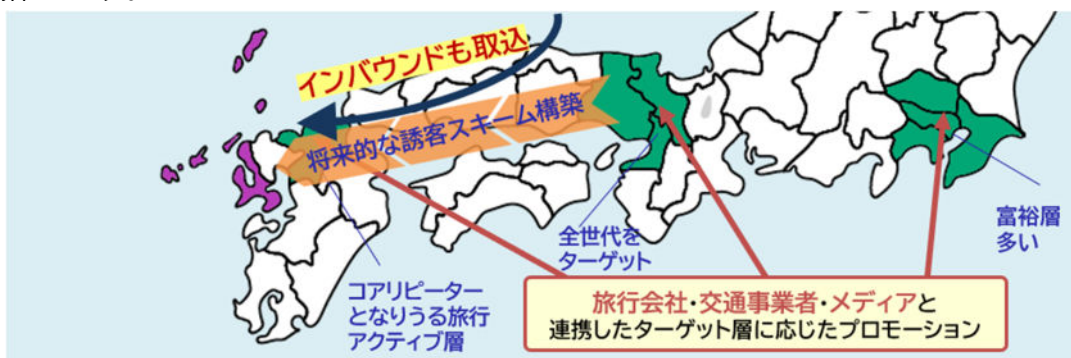 インバウンドも取込
将来的な誘客スキーム構築
全世代を
ターゲット
富裕層
多い
コアリピーター
となりうる旅行
アクティブ層
旅行会社・交通事業者・メディアと
連携したターゲット層に応じたプロモーション